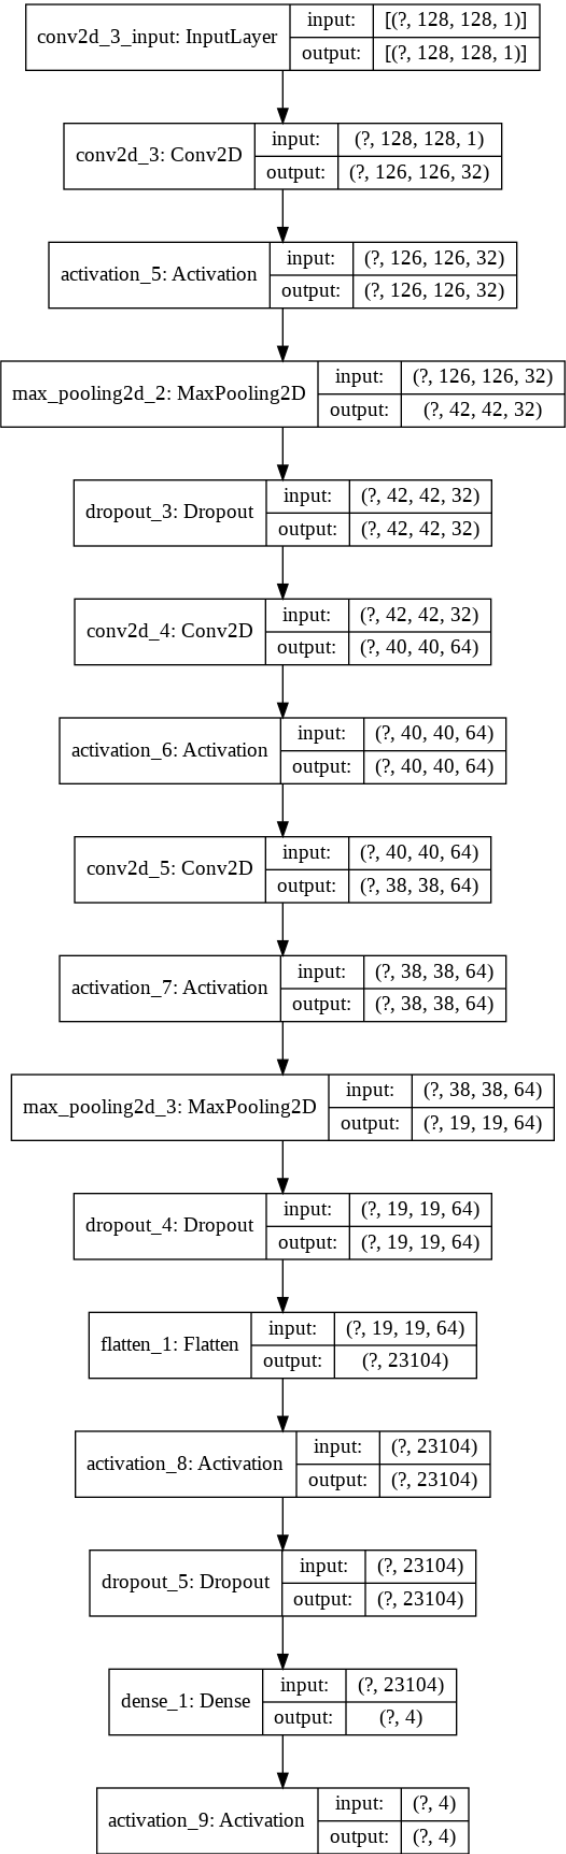 conv2d_3_input: InputLayer
input: [(?, 128, 128, 1)]
output: [(?, 128, 128, 1)]
conv2d_3: Conv2D
input: (?, 128, 128, 1)
output: (?, 126, 126, 32)
activation_5: Activation
input: (?, 126, 126, 32)
output: (?, 126, 126, 32)
max_pooling2d_2: MaxPooling2D
input: (?, 126, 126, 32)
output: (?, 42, 42, 32)
dropout_3: Dropout
input: (?, 42, 42, 32)
output: (?, 42, 42, 32)
conv2d_4: Conv2D
input: (?, 42, 42, 32)
output: (?, 40, 40, 64)
activation_6: Activation
input: (?, 40, 40, 64)
output: (?, 40, 40, 64)
conv2d_5: Conv2D
input: (?, 40, 40, 64)
output: (?, 38, 38, 64)
activation_7: Activation
input: (?, 38, 38, 64)
output: (?, 38, 38, 64)
max_pooling2d_3: MaxPooling2D
input: (?, 38, 38, 64)
output: (?, 19, 19, 64)
dropout_4: Dropout
input: (?, 19, 19, 64)
output: (?, 19, 19, 64)
flatten_1: Flatten
input: (?, 19, 19, 64)
output: (?, 23104)
activation_8: Activation
input: (?, 23104)
output: (?, 23104)
dropout_5: Dropout
input: (?, 23104)
output: (?, 23104)
dense_1: Dense
input: (?, 23104)
output: (?, 4)
activation_9: Activation
input: (?, 4)
output: (?, 4)